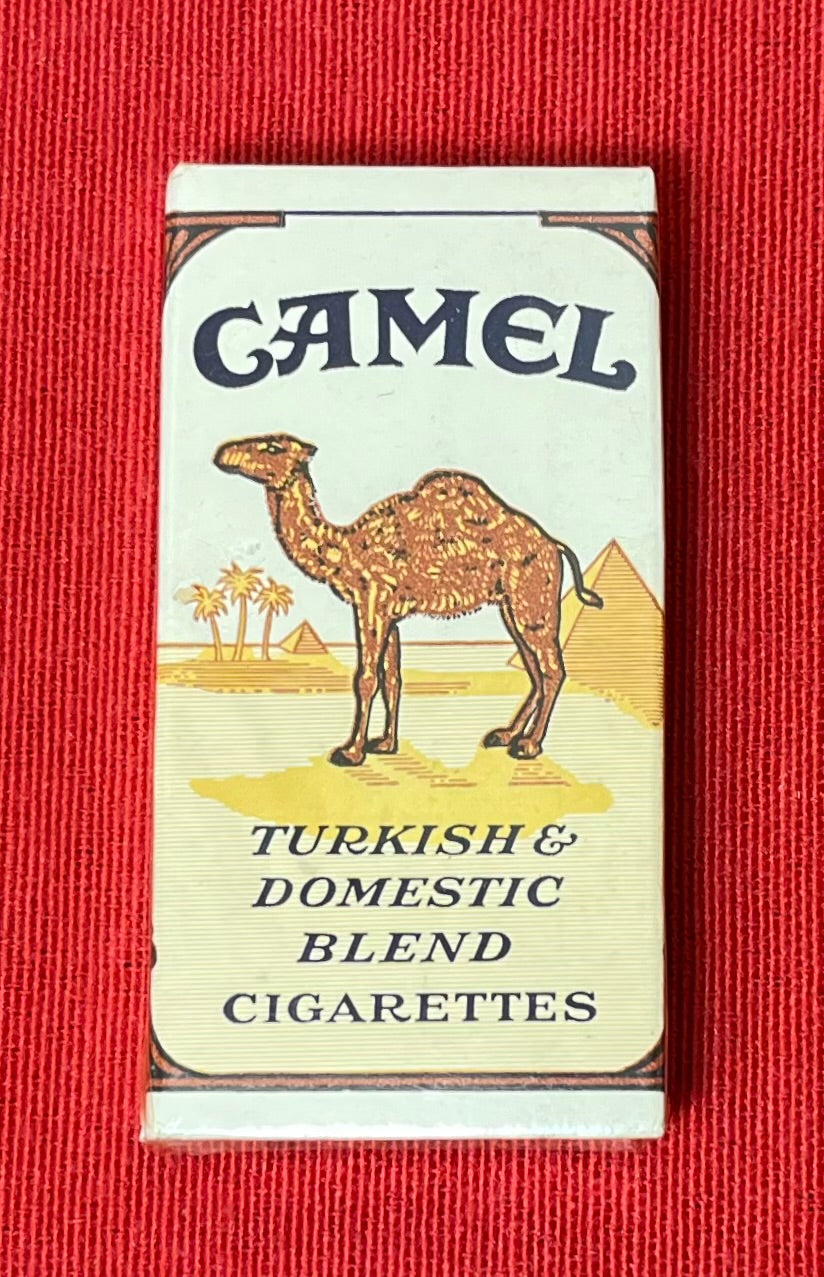 CAMEL
TURKISH &
DOMESTIC
BLEND
CIGARETTES